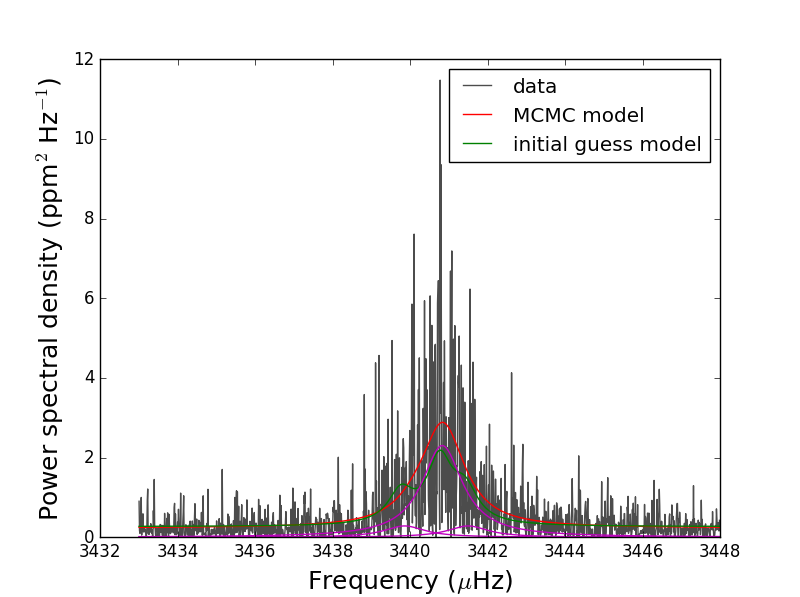 data
MCMC model
initial guess model
Power spectral density (ppm² Hz⁻¹)
12
10
8
6
4
2
0
3432 3434 3436 3438 3440 3442 3444 3446 3448
Frequency (μHz)